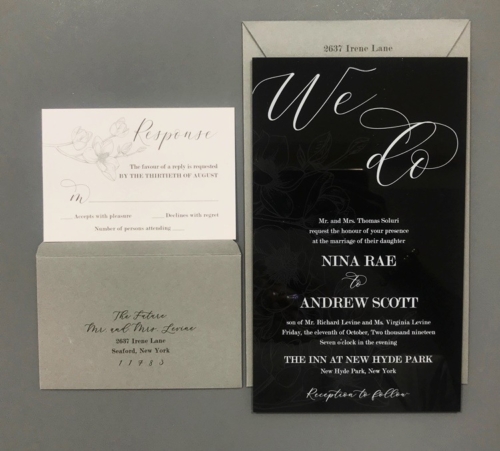 2637 Irene Lane
We
do
Mr. and Mrs. Thomas Soluri
request the honour of your presence
at the marriage of their daughter
NINA RAE
to
ANDREW SCOTT
son of Mr. Richard Levine and Ms. Virginia Levine
Friday, the eleventh of October, Two thousand nineteen
Seven o'clock in the evening
THE INN AT NEW HYDE PARK
New Hyde Park, New York
Reception to follow
Response
The favour of a reply is requested
BY THE THIRTIETH OF AUGUST
M
Accepts with pleasure Declines with regret
Number of persons attending
The Future
Mr. and Mrs. Levine
2637 Irene Lane
Seaford, New York
11783